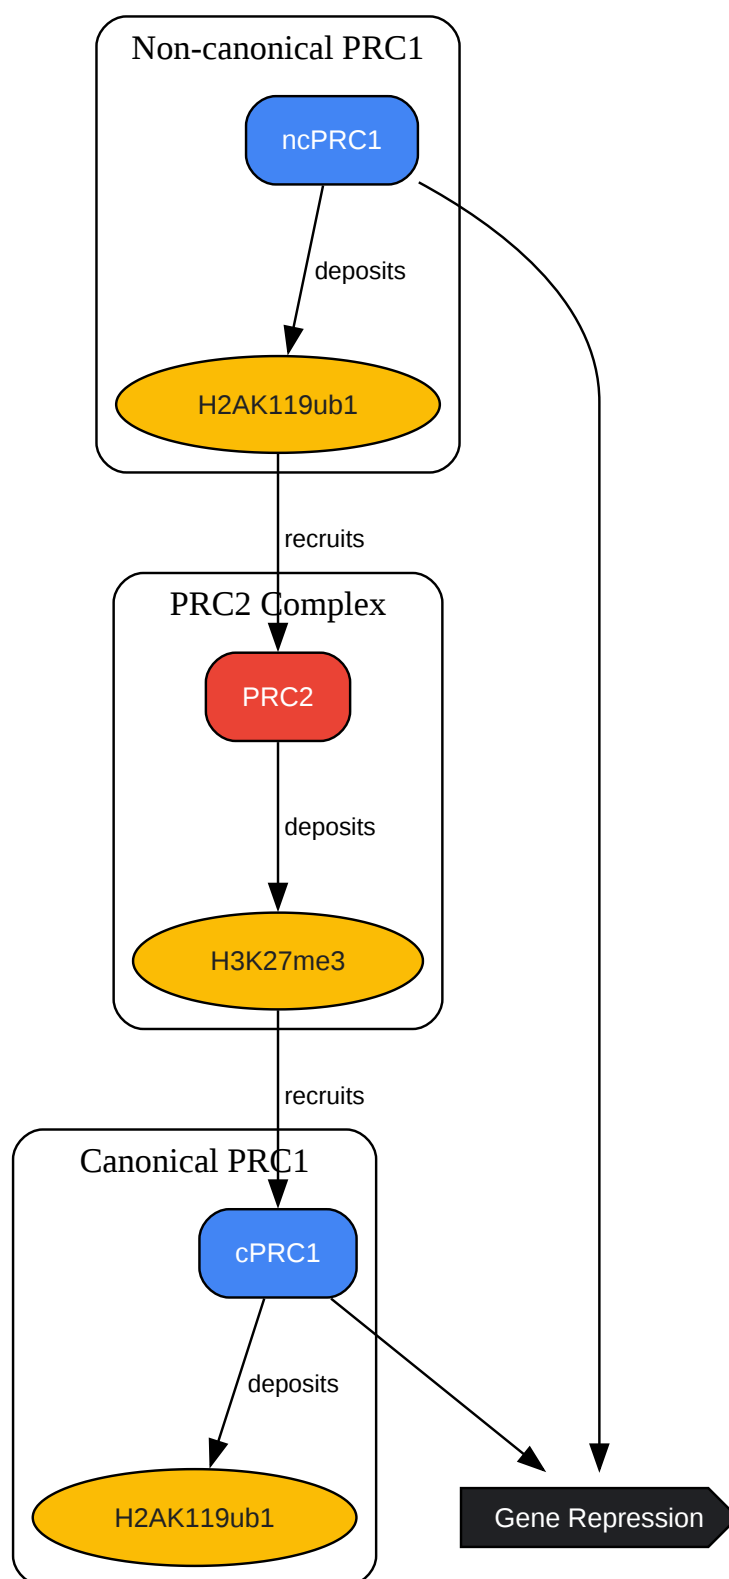 Non-canonical PRC1
ncPRC1
deposits
H2AK119ub1
recruits
PRC2 Complex
PRC2
deposits
H3K27me3
recruits
Canonical PRC1
cPRC1
deposits
H2AK119ub1
Gene Repression